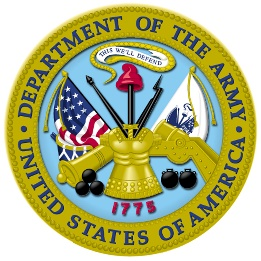 DEPARTMENT OF THE ARMY
THIS WE'LL DEFEND
1775
UNITED STATES OF AMERICA